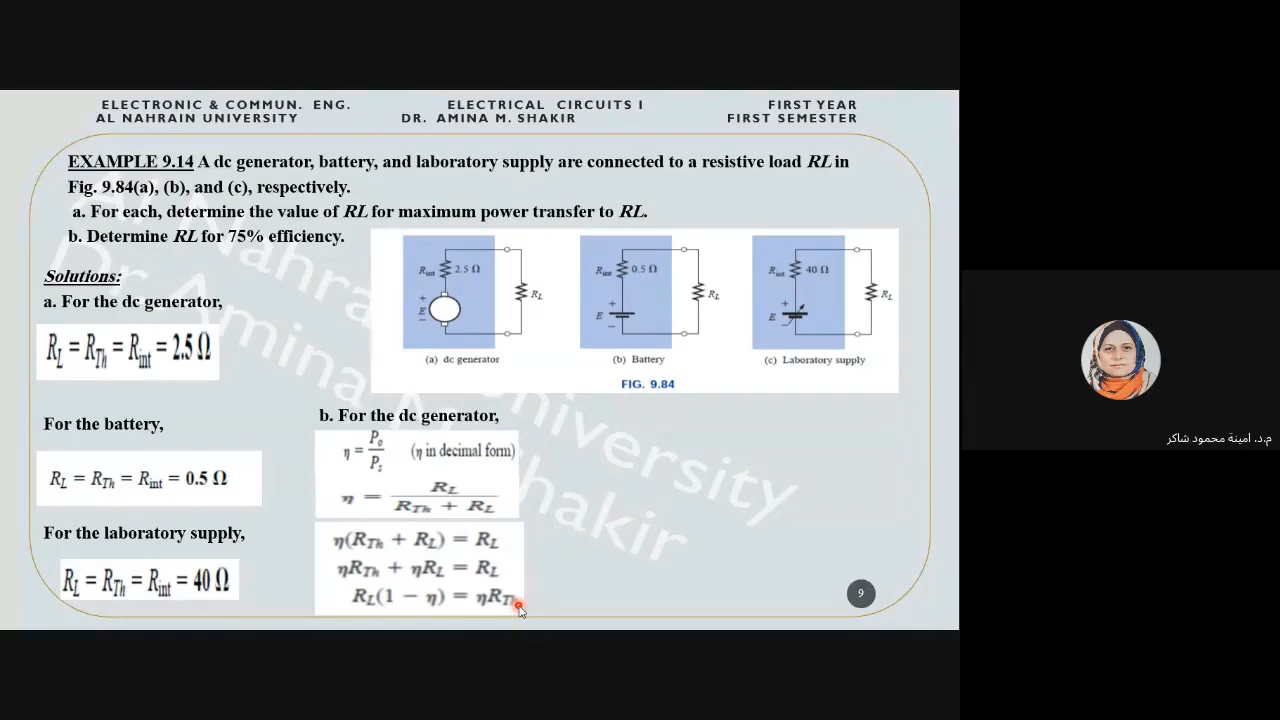 ELECTRONIC & COMMUN. ENG.
AL NAHRAIN UNIVERSITY
ELECTRICAL CIRCUITS I
DR. AMINA M. SHAKIR
FIRST YEAR
FIRST SEMESTER
EXAMPLE 9.14 A dc generator, battery, and laboratory supply are connected to a resistive load RL in
Fig. 9.84(a), (b), and (c), respectively.
a. For each, determine the value of RL for maximum power transfer to RL.
b. Determine RL for 75% efficiency.
Rint 2.5 Ω
+
E
−
RL
(a) dc generator
Rint 0.5 Ω
+
E
−
RL
(b) Battery
Rint 40 Ω
+
E
−
RL
(c) Laboratory supply
FIG. 9.84
Solutions:
a. For the dc generator,
RL = RTh = Rint = 2.5 Ω
For the battery,
RL = RTh = Rint = 0.5 Ω
For the laboratory supply,
RL = RTh = Rint = 40 Ω
b. For the dc generator,
η = Po/Ps (η in decimal form)
η = RL/(RTh + RL)
η(RTh + RL) = RL
ηRTh + ηRL = RL
RL(1 − η) = ηRTh
9
Al Nahrain University
Dr. Amina M. Shakir
م.د. امينة محمود شاكر